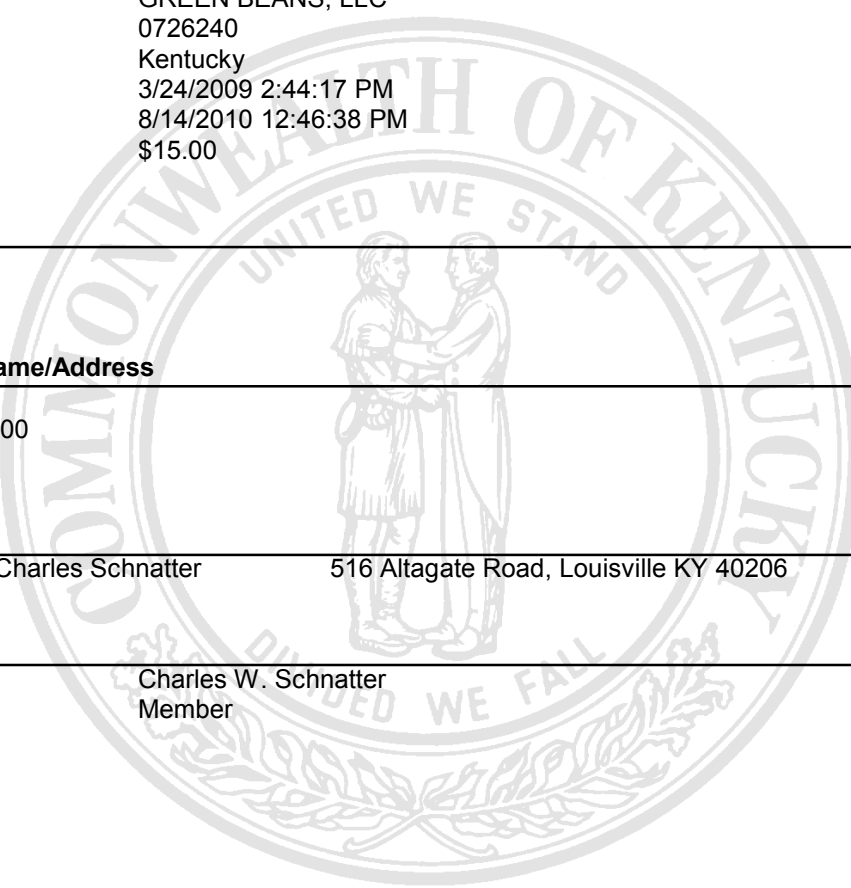 GREEN BEANS, LLC
0726240
Kentucky
3/24/2009 2:44:17 PM
8/14/2010 12:46:38 PM
$15.00
ame/Address
00
Charles Schnatter 516 Altagate Road, Louisville KY 40206
Charles W. Schnatter
Member
COMMONWEALTH OF KENTUCKY
UNITED WE STAND
DIVIDED WE FALL